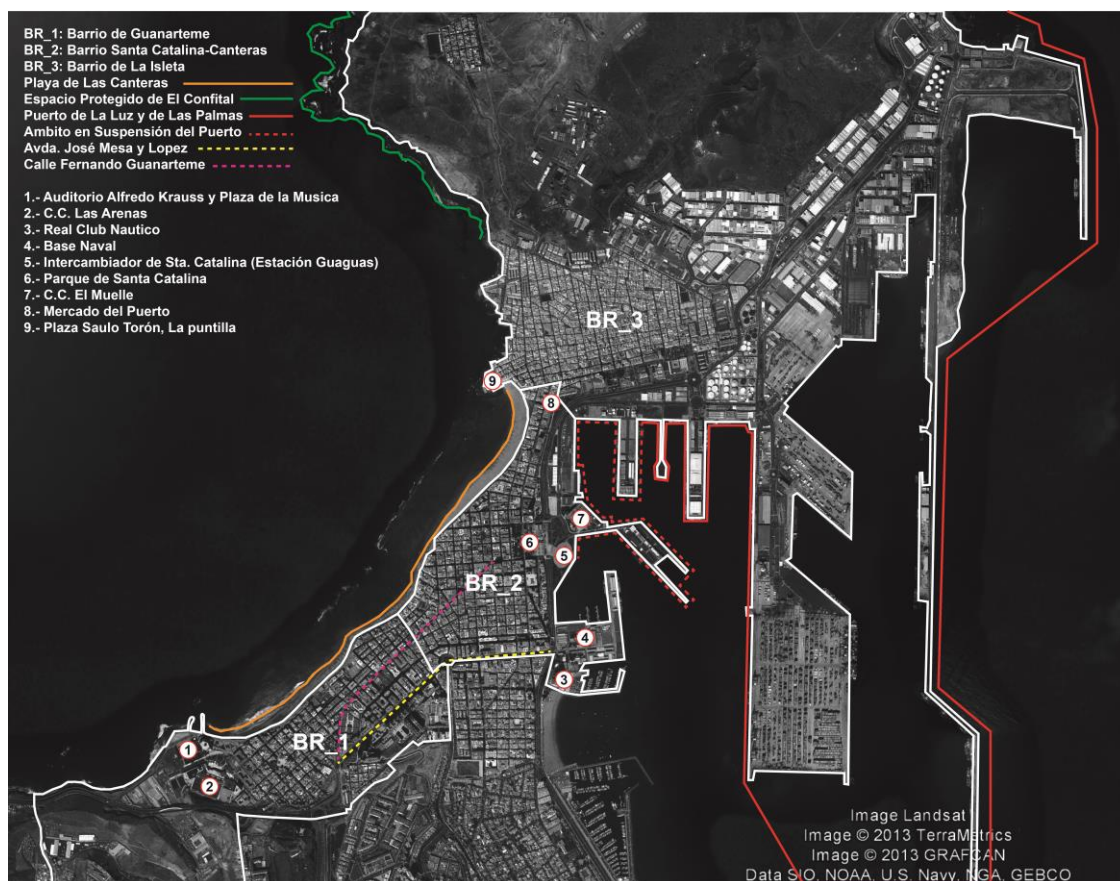 BR_1: Barrio de Guanarteme
BR_2: Barrio Santa Catalina-Canteras
BR_3: Barrio de La Isleta
Playa de Las Canteras
Espacio Protegido de El Confital
Puerto de La Luz y de Las Palmas
Ambito en Suspensión del Puerto
Avda. José Mesa y Lopez
Calle Fernando Guanarteme
1.- Auditorio Alfredo Krauss y Plaza de la Musica
2.- C.C. Las Arenas
3.- Real Club Nautico
4.- Base Naval
5.- Intercambiador de Sta. Catalina (Estación Guaguas)
6.- Parque de Santa Catalina
7.- C.C. El Muelle
8.- Mercado del Puerto
9.- Plaza Saulo Torón, La puntilla
BR_3
9
8
7
6
5
BR_2
4
3
BR_1
1
2
Image Landsat
Image © 2013 TerraMetrics
Image © 2013 GRAFCAN
Data SIO, NOAA, U.S. Navy, NGA, GEBCO